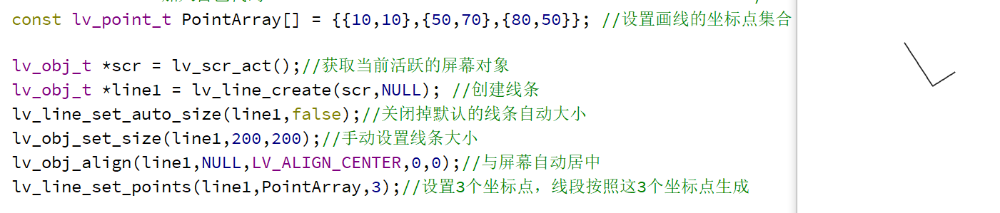 const lv_point_t PointArray[] = {{10,10},{50,70},{80,50}}; //设置画线的坐标点集合
lv_obj_t *scr = lv_scr_act();//获取当前活跃的屏幕对象
lv_obj_t *line1 = lv_line_create(scr,NULL); //创建线条
lv_line_set_auto_size(line1,false);//关闭掉默认的线条自动大小
lv_obj_set_size(line1,200,200);//手动设置线条大小
lv_obj_align(line1,NULL,LV_ALIGN_CENTER,0,0);//与屏幕自动居中
lv_line_set_points(line1,PointArray,3);//设置3个坐标点，线段按照这3个坐标点生成